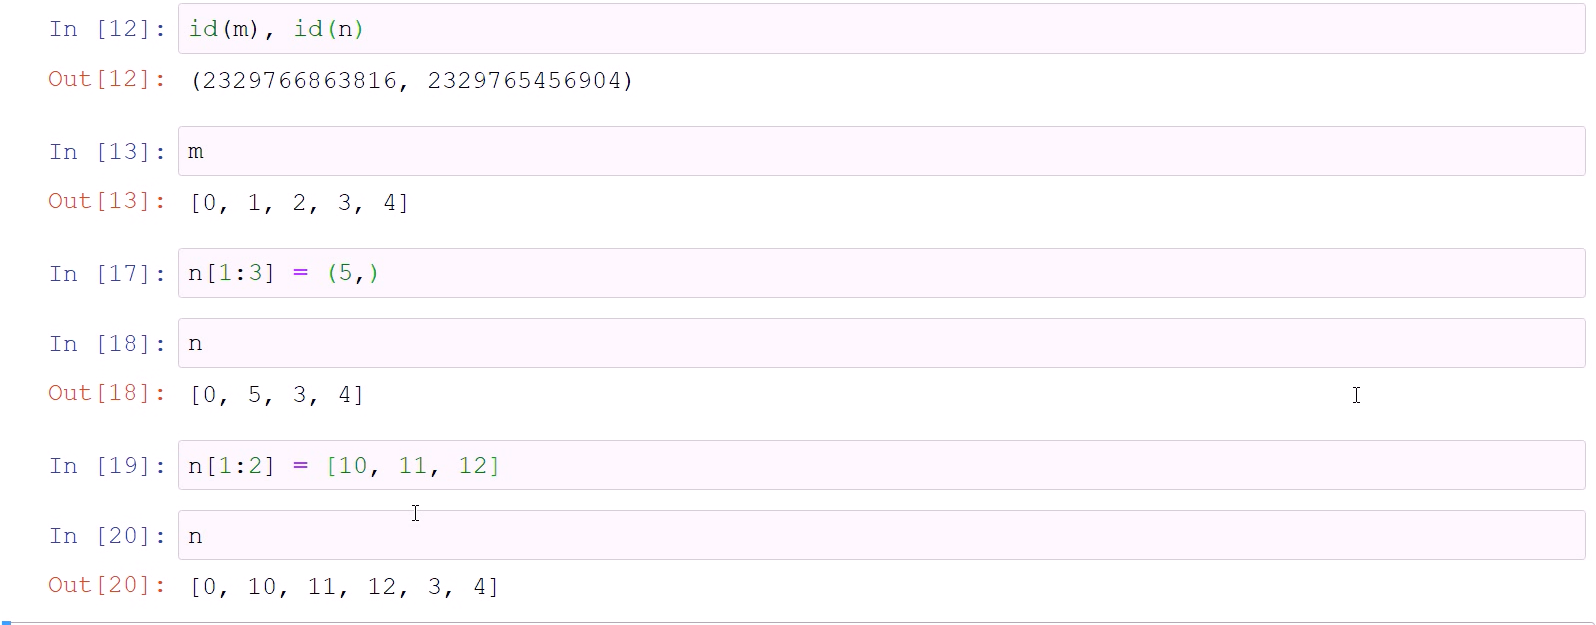 In [12]: id(m), id(n)
Out[12]: (2329766863816, 2329765456904)
In [13]: m
Out[13]: [0, 1, 2, 3, 4]
In [17]: n[1:3] = (5,)
In [18]: n
Out[18]: [0, 5, 3, 4]
In [19]: n[1:2] = [10, 11, 12]
In [20]: n
Out[20]: [0, 10, 11, 12, 3, 4]